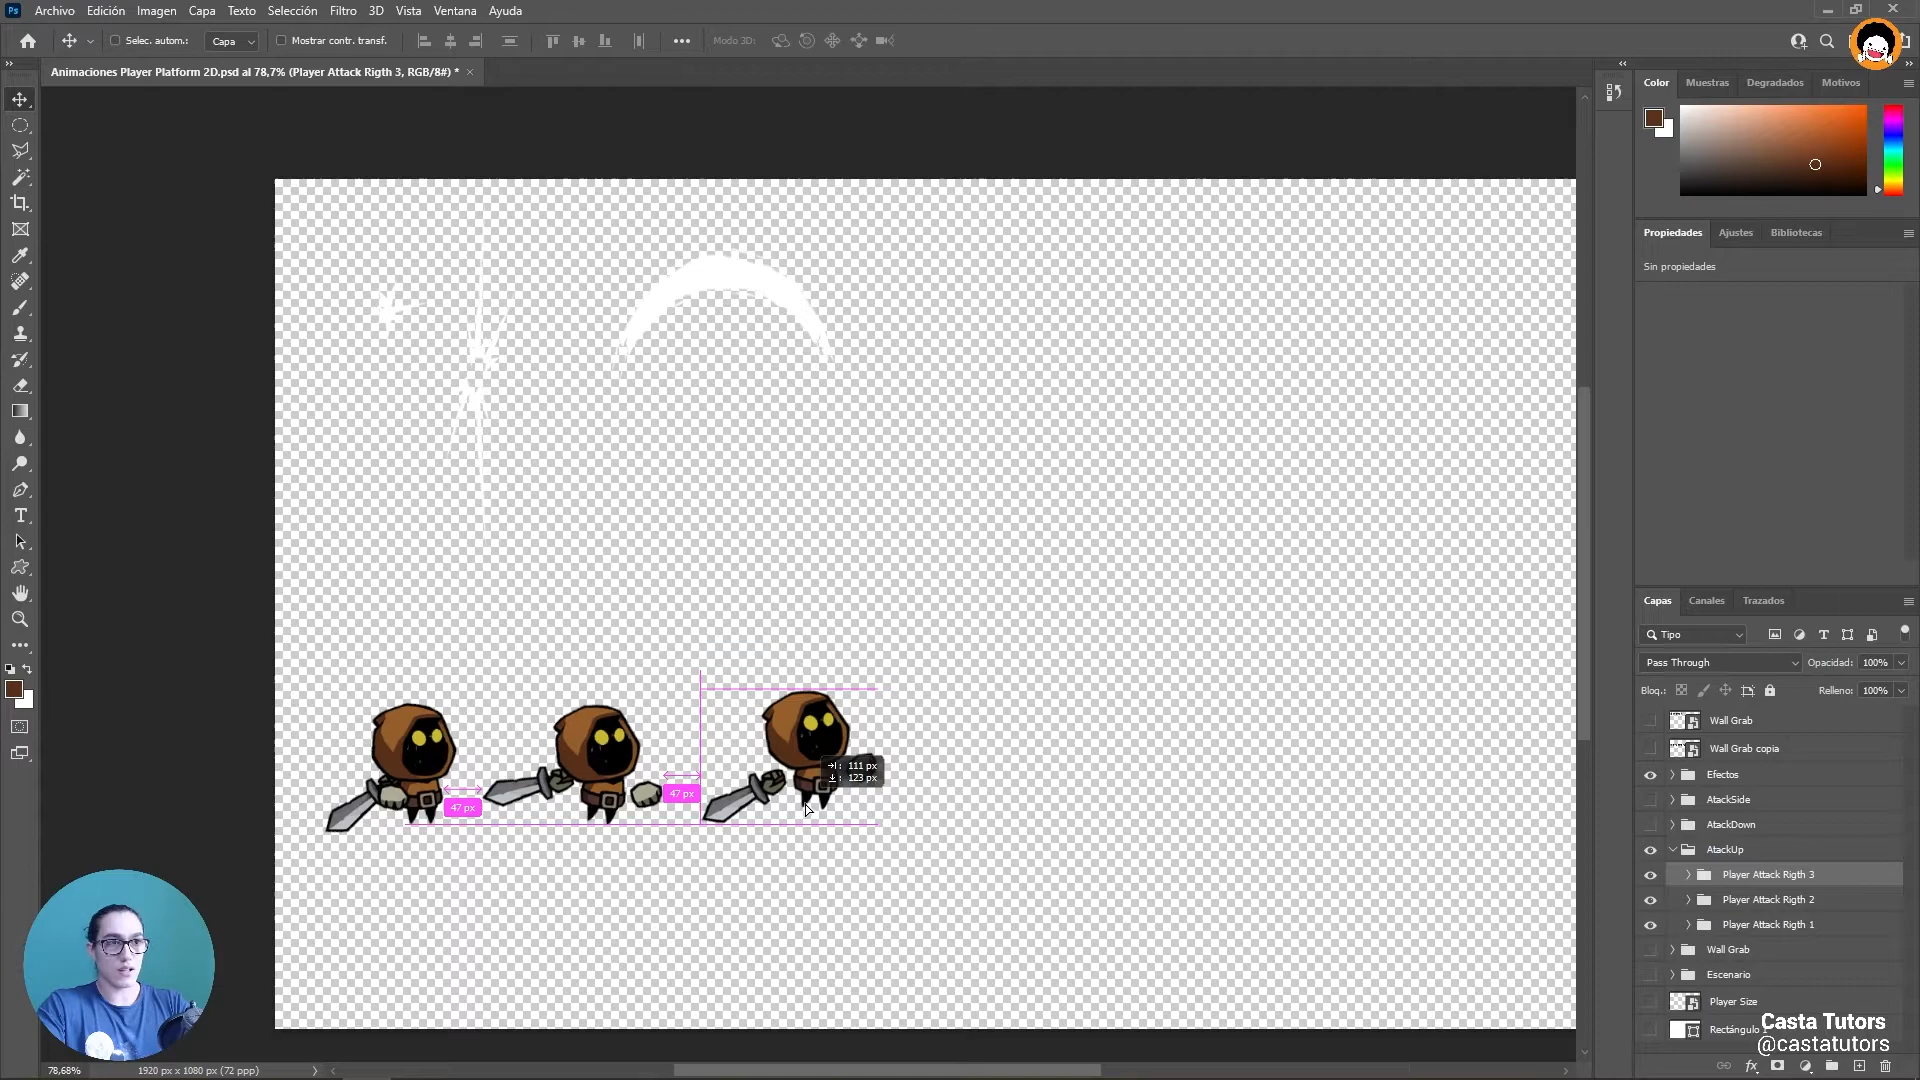 Ps Archivo Edición Imagen Capa Texto Selección Filtro 3D Vista Ventana Ayuda
Selec. autom.: Capa Mostrar contr. transf. Modo 3D:
Animaciones Player Platform 2D.psd al 78,7% (Player Attack Rigth 3, RGB/8#) *
Color Muestras Degradados Motivos
Propiedades Ajustes Bibliotecas
Sin propiedades
47 px
47 px
: 111 px
: 123 px
Capas Canales Trazados
Tipo
Pass Through Opacidad: 100%
Bloq.: Relleno: 100%
Wall Grab
Wall Grab copia
Efectos
AtackSide
AtackDown
AtackUp
Player Attack Rigth 3
Player Attack Rigth 2
Player Attack Rigth 1
Wall Grab
Escenario
Player Size
Rectángulo
Casta Tutors
@castatutors
78,68% 1920 px x 1080 px (72 ppp)